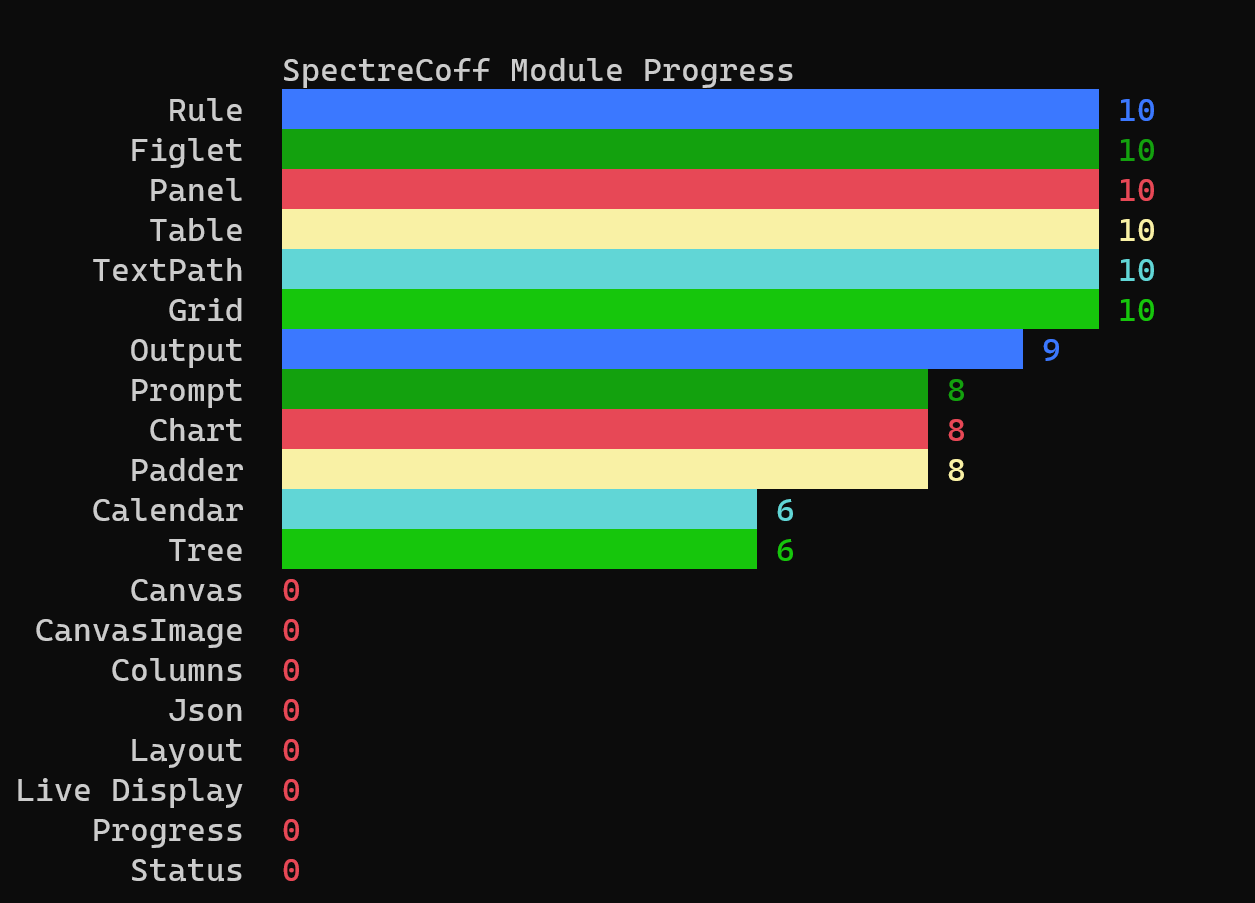 SpectreCoff Module Progress
Rule 10
Figlet 10
Panel 10
Table 10
TextPath 10
Grid 10
Output 9
Prompt 8
Chart 8
Padder 8
Calendar 6
Tree 6
Canvas 0
CanvasImage 0
Columns 0
Json 0
Layout 0
Live Display 0
Progress 0
Status 0